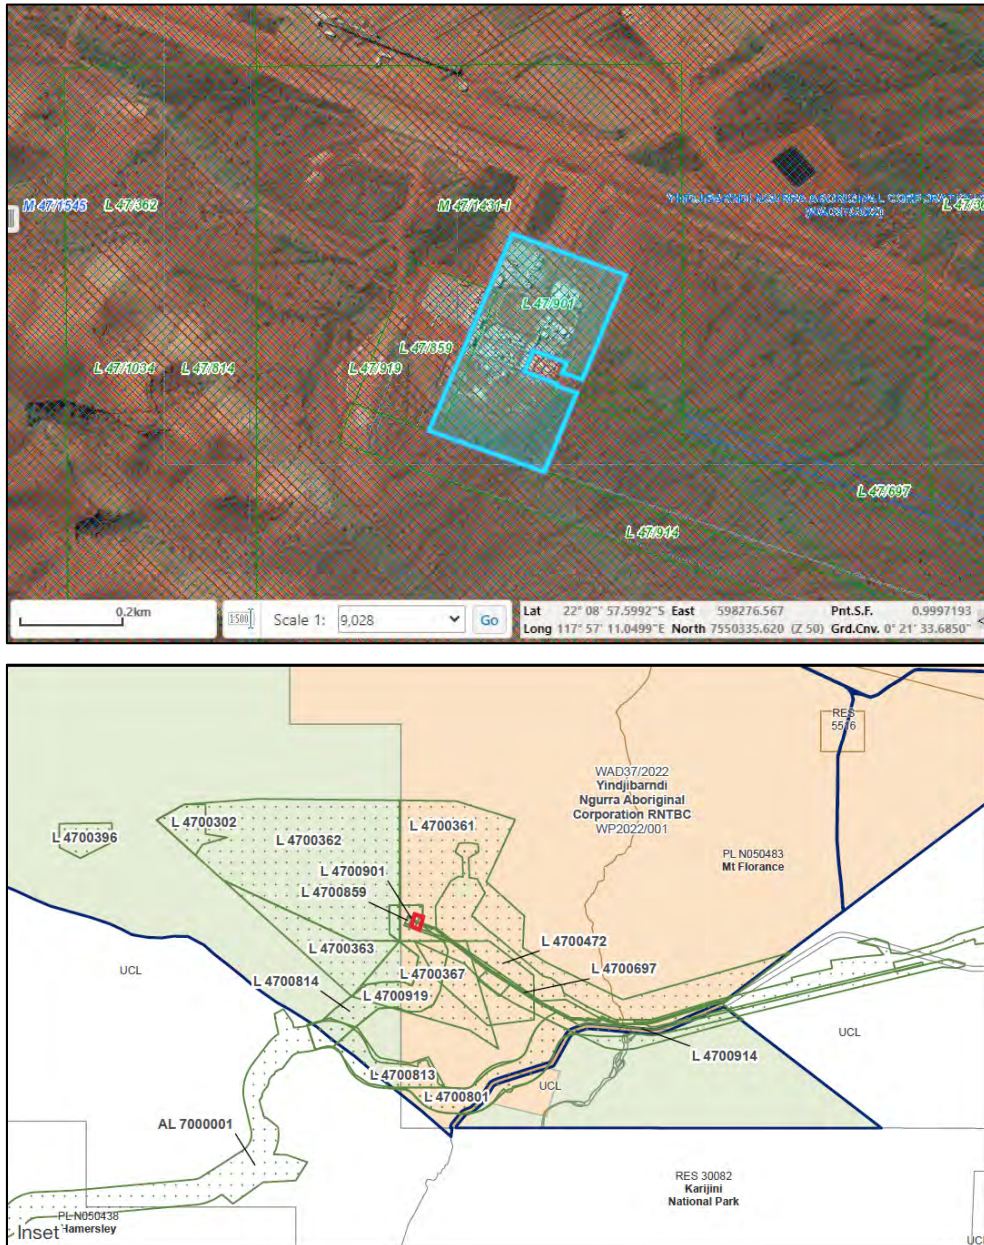 M 47/1545
L 47/362
M 47/1431-I
L 47/901
L 47/859
L 47/1034
L 47/814
L 47/919
L 47/697
L 47/914
0.2km
1:500
Scale 1:
9,028
Go
Lat 22° 08' 57.5992"S East 598276.567 Pnt.S.F. 0.9997193
Long 117° 57' 11.0499"E North 7550335.620 (Z 50) Grd.Cnv. 0° 21' 33.6850"
RES
5516
WAD37/2022
Yindjibarndi
Ngurra Aboriginal
Corporation RNTBC
WP2022/001
PL N050483
Mt Florance
L 4700396
L 4700302
L 4700362
L 4700361
L 4700901
L 4700859
L 4700472
L 4700363
L 4700367
L 4700697
UCL
L 4700814
L 4700919
UCL
L 4700914
L 4700813
UCL
L 4700801
AL 7000001
RES 30082
Karijini
National Park
PL N050438
Hamersley
Inset
UCL